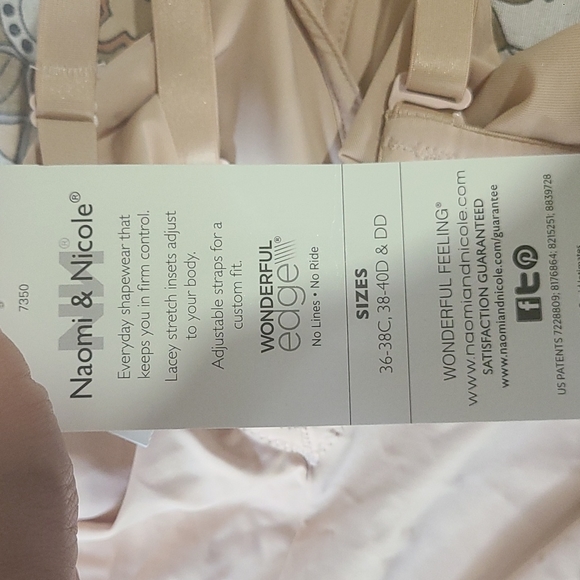 7350
Naomi & Nicole®
Everyday shapewear that
keeps you in firm control.
Lacey stretch insets adjust
to your body.
Adjustable straps for a
custom fit.
WONDERFUL
edge®
No Lines • No Ride
SIZES
36-38C, 38-40D & DD
WONDERFUL FEELING®
www.naomiandnicole.com
SATISFACTION GUARANTEED
www.naomiandnicole.com/guarantee
US PATENTS 7228809; 8176864; 8215251; 8839728